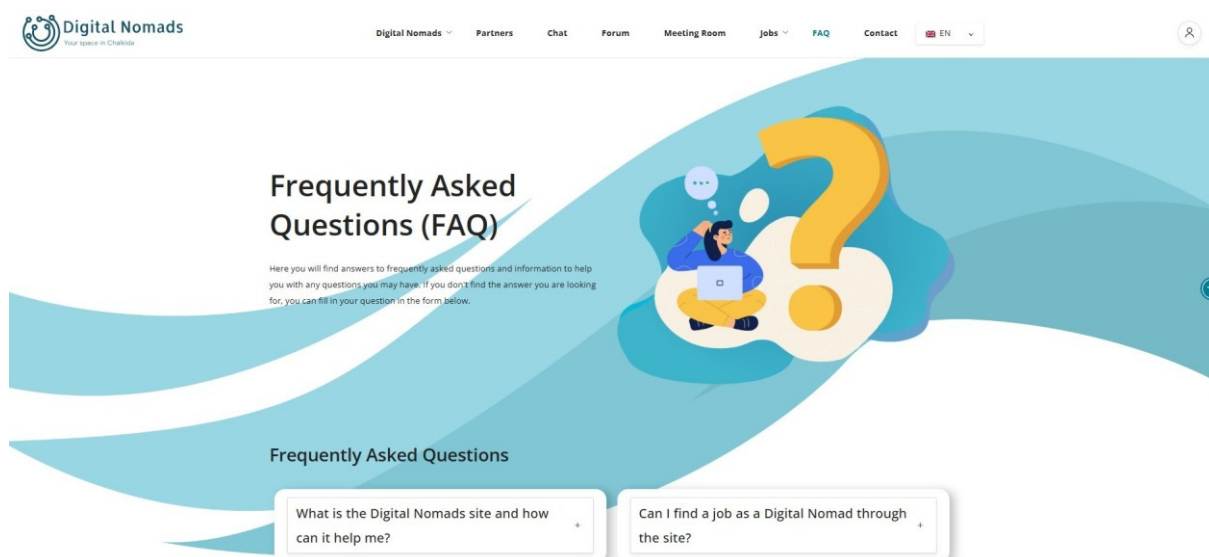 Digital Nomads
Your space in Chalkida
Digital Nomads Partners Chat Forum Meeting Room Jobs FAQ Contact EN
Frequently Asked
Questions (FAQ)
Here you will find answers to frequently asked questions and information to help
you with any questions you may have. If you don't find the answer you are looking
for, you can fill in your question in the form below.
Frequently Asked Questions
What is the Digital Nomads site and how
can it help me?
+
Can I find a job as a Digital Nomad through
the site?
+